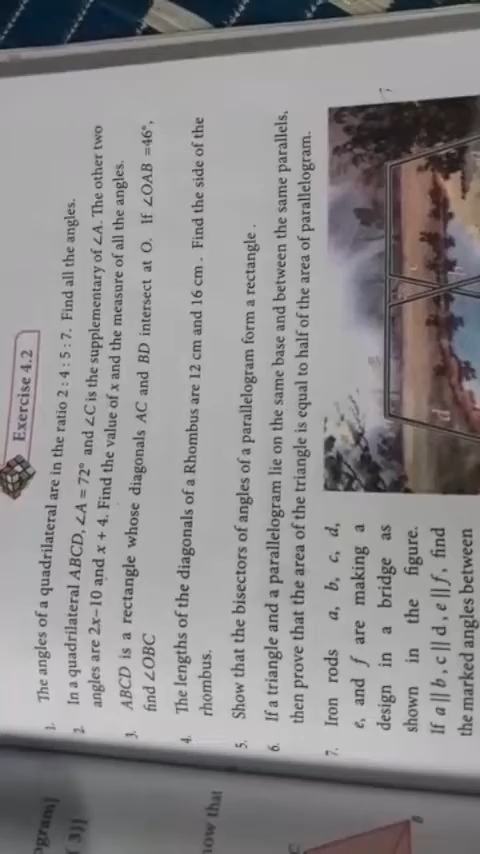 Exercise 4.2
1. The angles of a quadrilateral are in the ratio 2 : 4 : 5 : 7. Find all the angles.
2. In a quadrilateral ABCD, ∠A = 72° and ∠C is the supplementary of ∠A. The other two
angles are 2x–10 and x + 4. Find the value of x and the measure of all the angles.
3. ABCD is a rectangle whose diagonals AC and BD intersect at O. If ∠OAB =46°,
find ∠OBC
4. The lengths of the diagonals of a Rhombus are 12 cm and 16 cm . Find the side of the
rhombus.
5. Show that the bisectors of angles of a parallelogram form a rectangle .
6. If a triangle and a parallelogram lie on the same base and between the same parallels,
then prove that the area of the triangle is equal to half of the area of parallelogram.
7. Iron rods a, b, c, d,
e, and f are making a
design in a bridge as
shown in the figure.
If a || b , c || d , e || f , find
the marked angles between
d
ogram]
( 3)]
now that
C
B